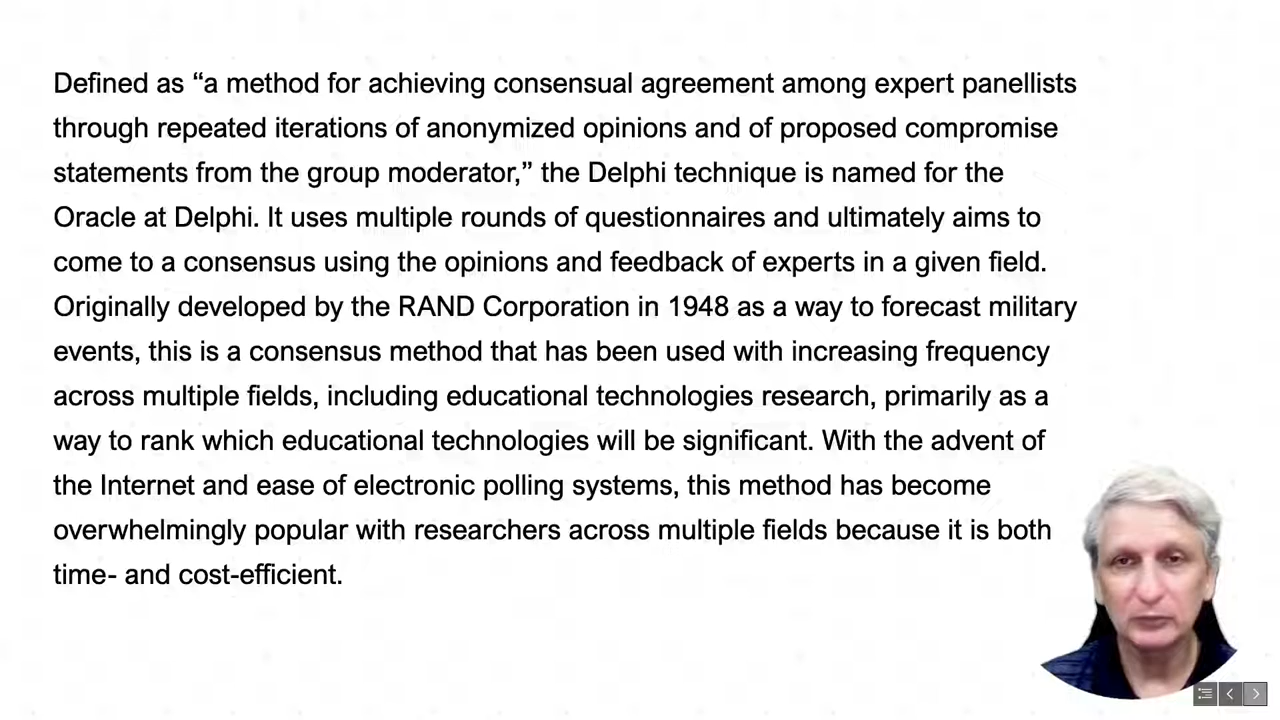 Defined as “a method for achieving consensual agreement among expert panellists
through repeated iterations of anonymized opinions and of proposed compromise
statements from the group moderator,” the Delphi technique is named for the
Oracle at Delphi. It uses multiple rounds of questionnaires and ultimately aims to
come to a consensus using the opinions and feedback of experts in a given field.
Originally developed by the RAND Corporation in 1948 as a way to forecast military
events, this is a consensus method that has been used with increasing frequency
across multiple fields, including educational technologies research, primarily as a
way to rank which educational technologies will be significant. With the advent of
the Internet and ease of electronic polling systems, this method has become
overwhelmingly popular with researchers across multiple fields because it is both
time- and cost-efficient.